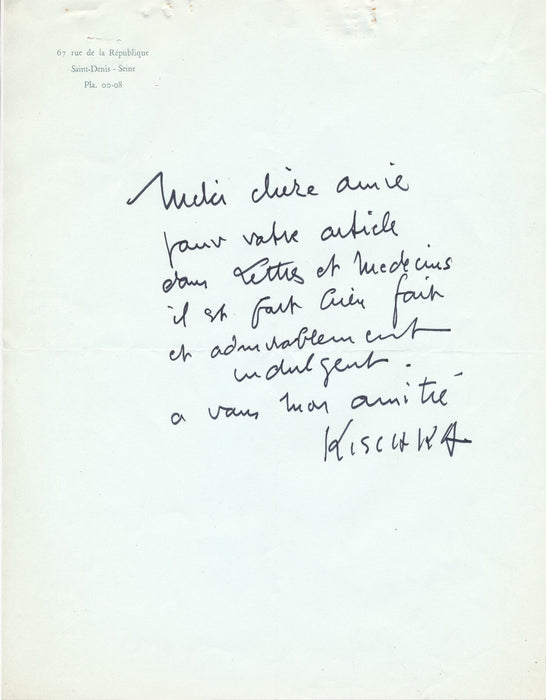 67 rue de la République
Saint-Denis - Seine
Pla. 00-08
Merci chère amie
pour votre article
dans Lettres et Medecins
il est fort bien fait
et admirablement
indulgent.
a vous mon amitié
KISCHKA